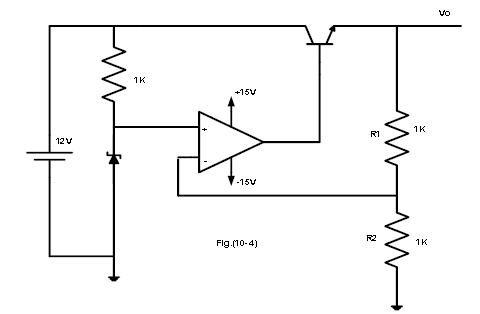 Vo
1K
+15V
12V
+
R1
1K
-
-15V
R2
1K
Fig.(10-4)